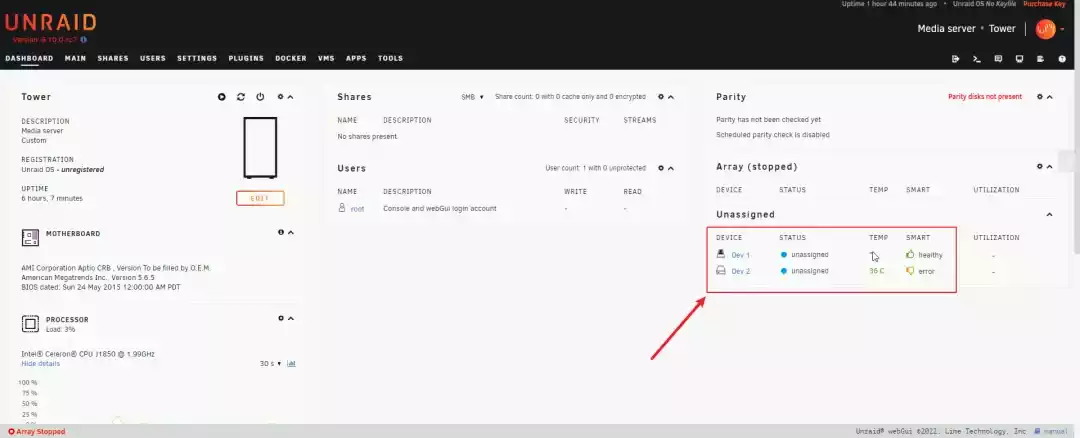 Uptime 1 hour 44 minutes ago • Unraid OS No Keyfile Purchase Key
UNRAID
Media server • Tower
DASHBOARD MAIN SHARES USERS SETTINGS PLUGINS DOCKER VMS APPS TOOLS
Tower
DESCRIPTION
Media server
Custom
REGISTRATION
Unraid OS - unregistered
UPTIME
6 hours, 7 minutes
EDIT
MOTHERBOARD
AMI Corporation Aptio CRB , Version To be filled by O.E.M.
American Megatrends Inc., Version 5.6.5
BIOS dated: Sun 24 May 2015 12:00:00 AM PDT
PROCESSOR
Load: 3%
Intel® Celeron® CPU J1850 @ 1.99GHz
Hide details
30 s
100 %
75 %
50 %
25 %
Shares
SMB
Share count: 0 with 0 cache only and 0 encrypted
NAME DESCRIPTION SECURITY STREAMS
No shares present
Users
User count: 1 with 0 unprotected
NAME DESCRIPTION WRITE READ
root Console and webGui login account - -
Parity
Parity disks not present
Parity has not been checked yet
Scheduled parity check is disabled
Array (stopped)
DEVICE STATUS TEMP SMART UTILIZATION
Unassigned
DEVICE STATUS TEMP SMART UTILIZATION
Dev 1 unassigned healthy -
Dev 2 unassigned 36 C error -
Array Stopped
Unraid® webGui ©2022, Lime Technology, Inc
manual